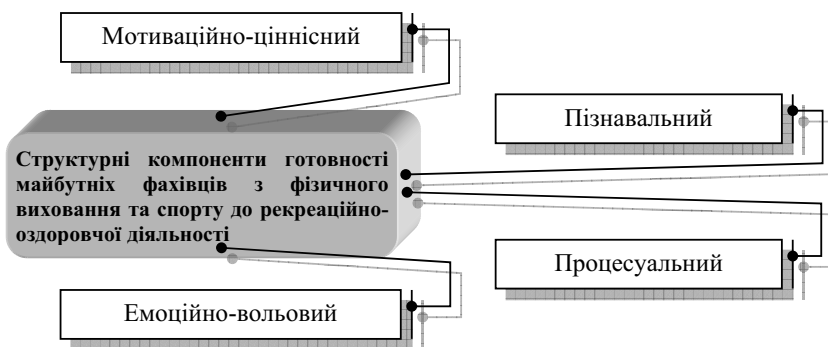 Мотиваційно-ціннісний
Пізнавальний
Структурні компоненти готовності
майбутніх фахівців з фізичного
виховання та спорту до рекреаційно-
оздоровчої діяльності
Процесуальний
Емоційно-вольовий